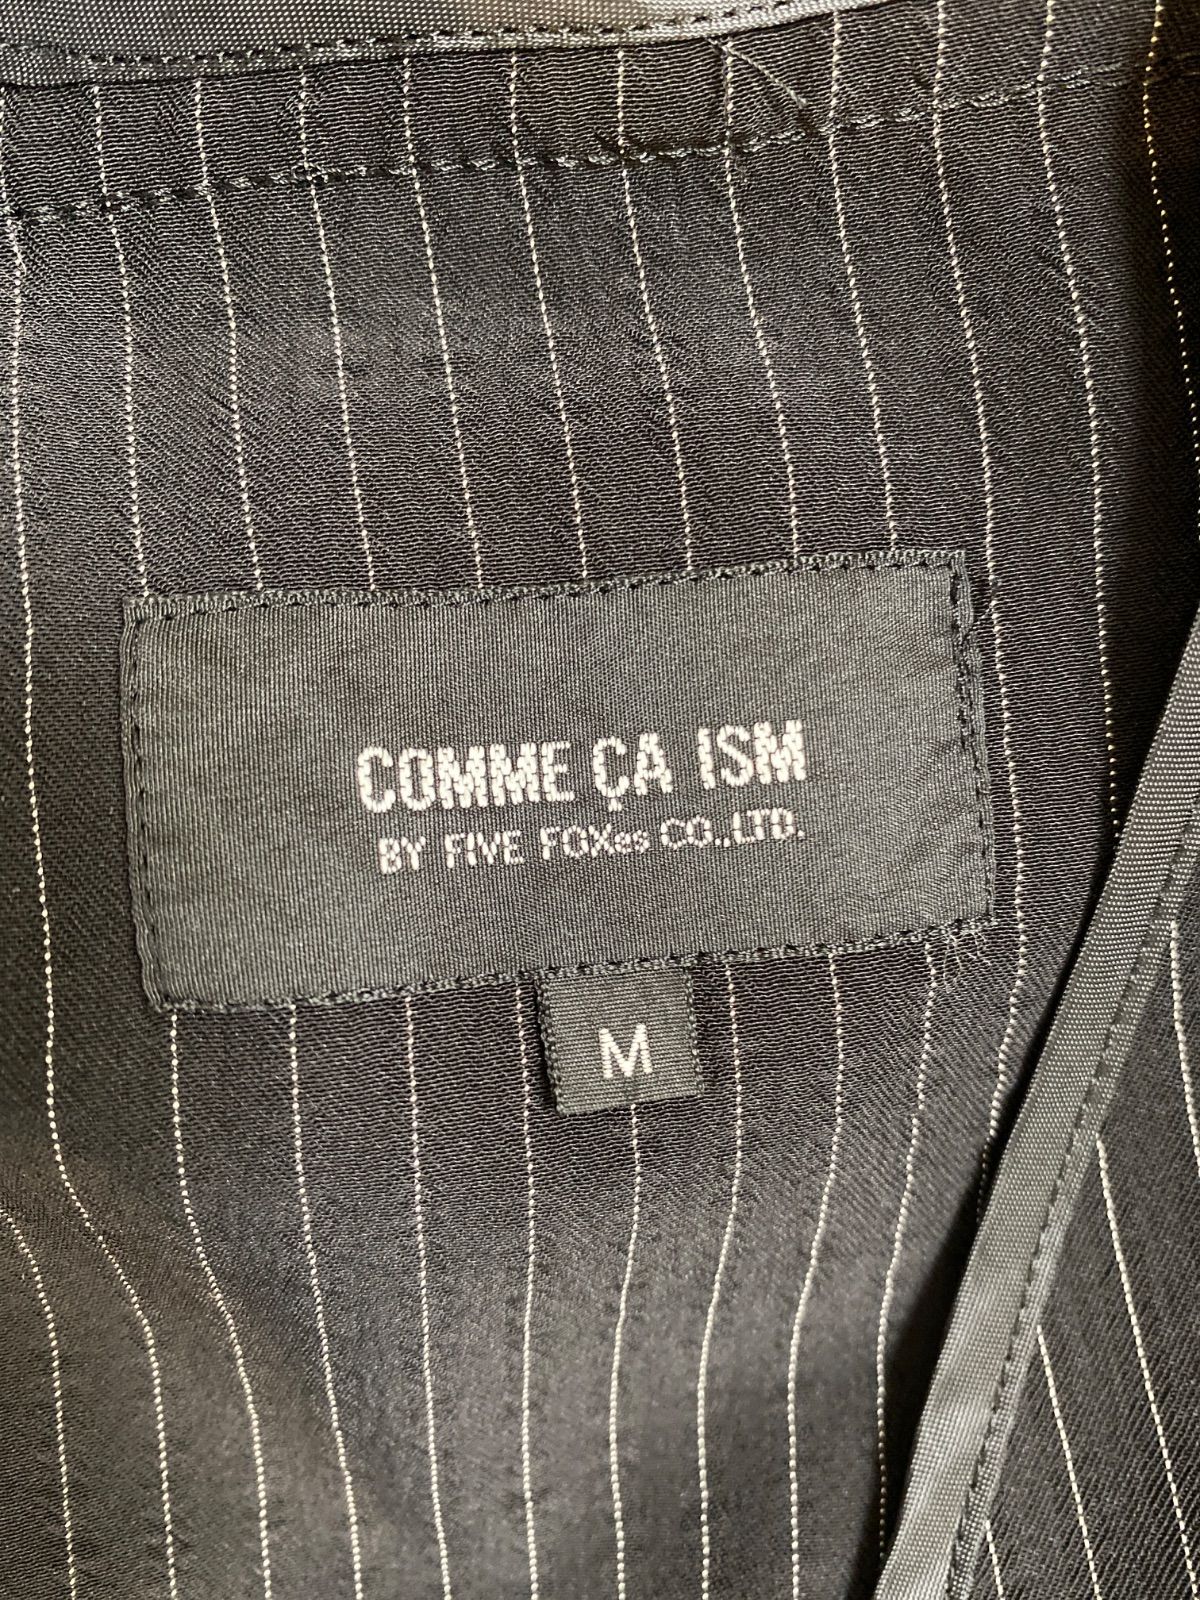 COMME ÇA ISM
BY FIVE FOXes CO.,LTD.
M